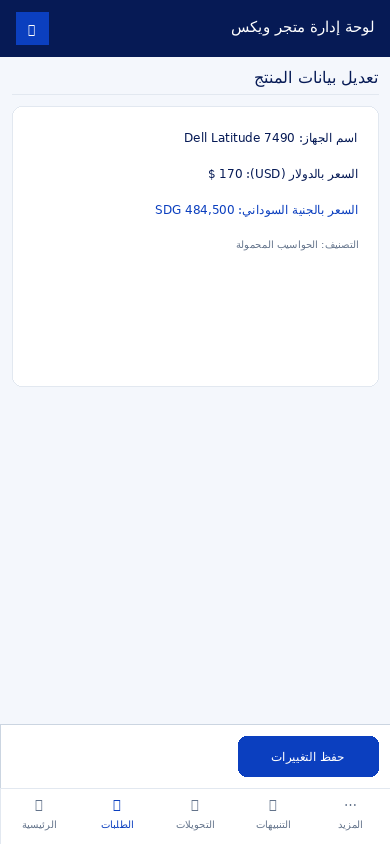 لوحة إدارة متجر ويكس
تعديل بيانات المنتج
اسم الجهاز: Dell Latitude 7490
السعر بالدولار (USD): 170 $
السعر بالجنية السوداني: 484,500 SDG
التصنيف: الحواسيب المحمولة
حفظ التغييرات
المزيد
التنبيهات
التحويلات
الطلبات
الرئيسية